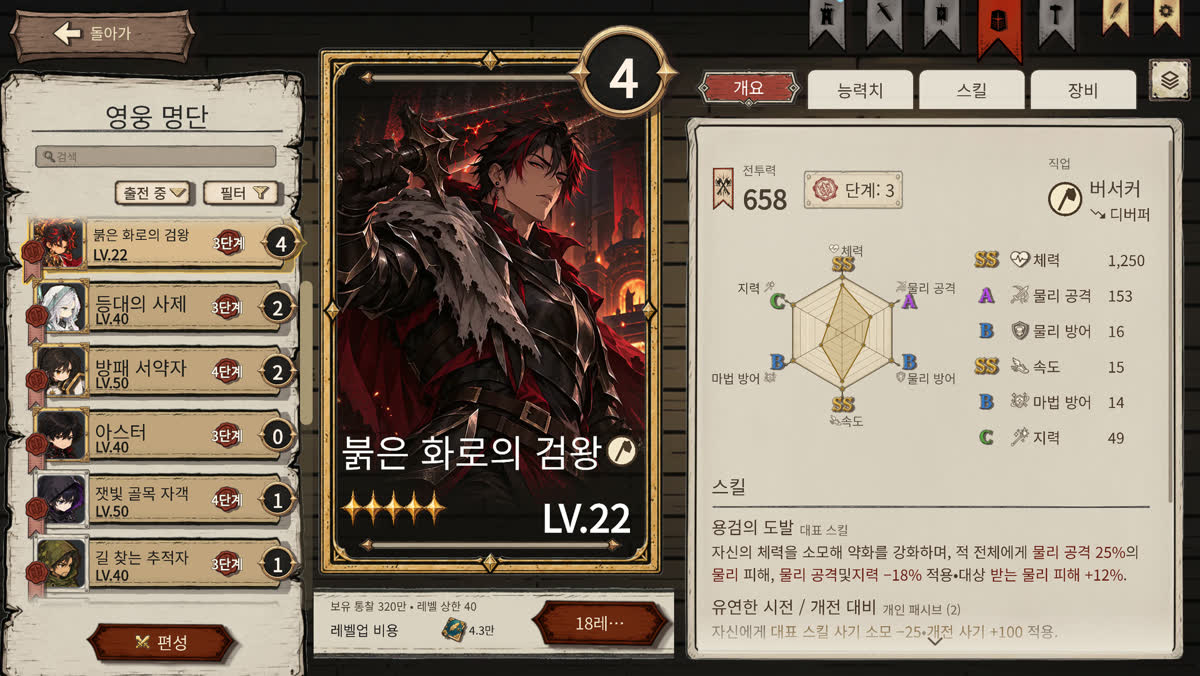 돌아가
영웅 명단
검색
출전 중
필터
붉은 화로의 검왕
LV.22
3단계
4
등대의 사제
LV.40
3단계
2
방패 서약자
LV.50
4단계
2
아스터
LV.40
3단계
0
잿빛 골목 자객
LV.50
4단계
1
길 찾는 추적자
LV.40
3단계
1
편성
4
붉은 화로의 검왕
LV.22
보유 통찰 320만 • 레벨 상한 40
레벨업 비용
4.3만
18레…
개요
능력치
스킬
장비
전투력
658
단계: 3
직업
버서커
디버퍼
체력
SS
지력
C
물리 공격
A
마법 방어
B
물리 방어
B
SS
속도
SS 체력 1,250
A 물리 공격 153
B 물리 방어 16
SS 속도 15
B 마법 방어 14
C 지력 49
스킬
용검의 도발 대표 스킬
자신의 체력을 소모해 약화를 강화하며, 적 전체에게 물리 공격 25%의
물리 피해, 물리 공격및지력 −18% 적용•대상 받는 물리 피해 +12%.
유연한 시전 / 개전 대비 개인 패시브 (2)
자신에게 대표 스킬 사기 소모 −25•개전 사기 +100 적용.